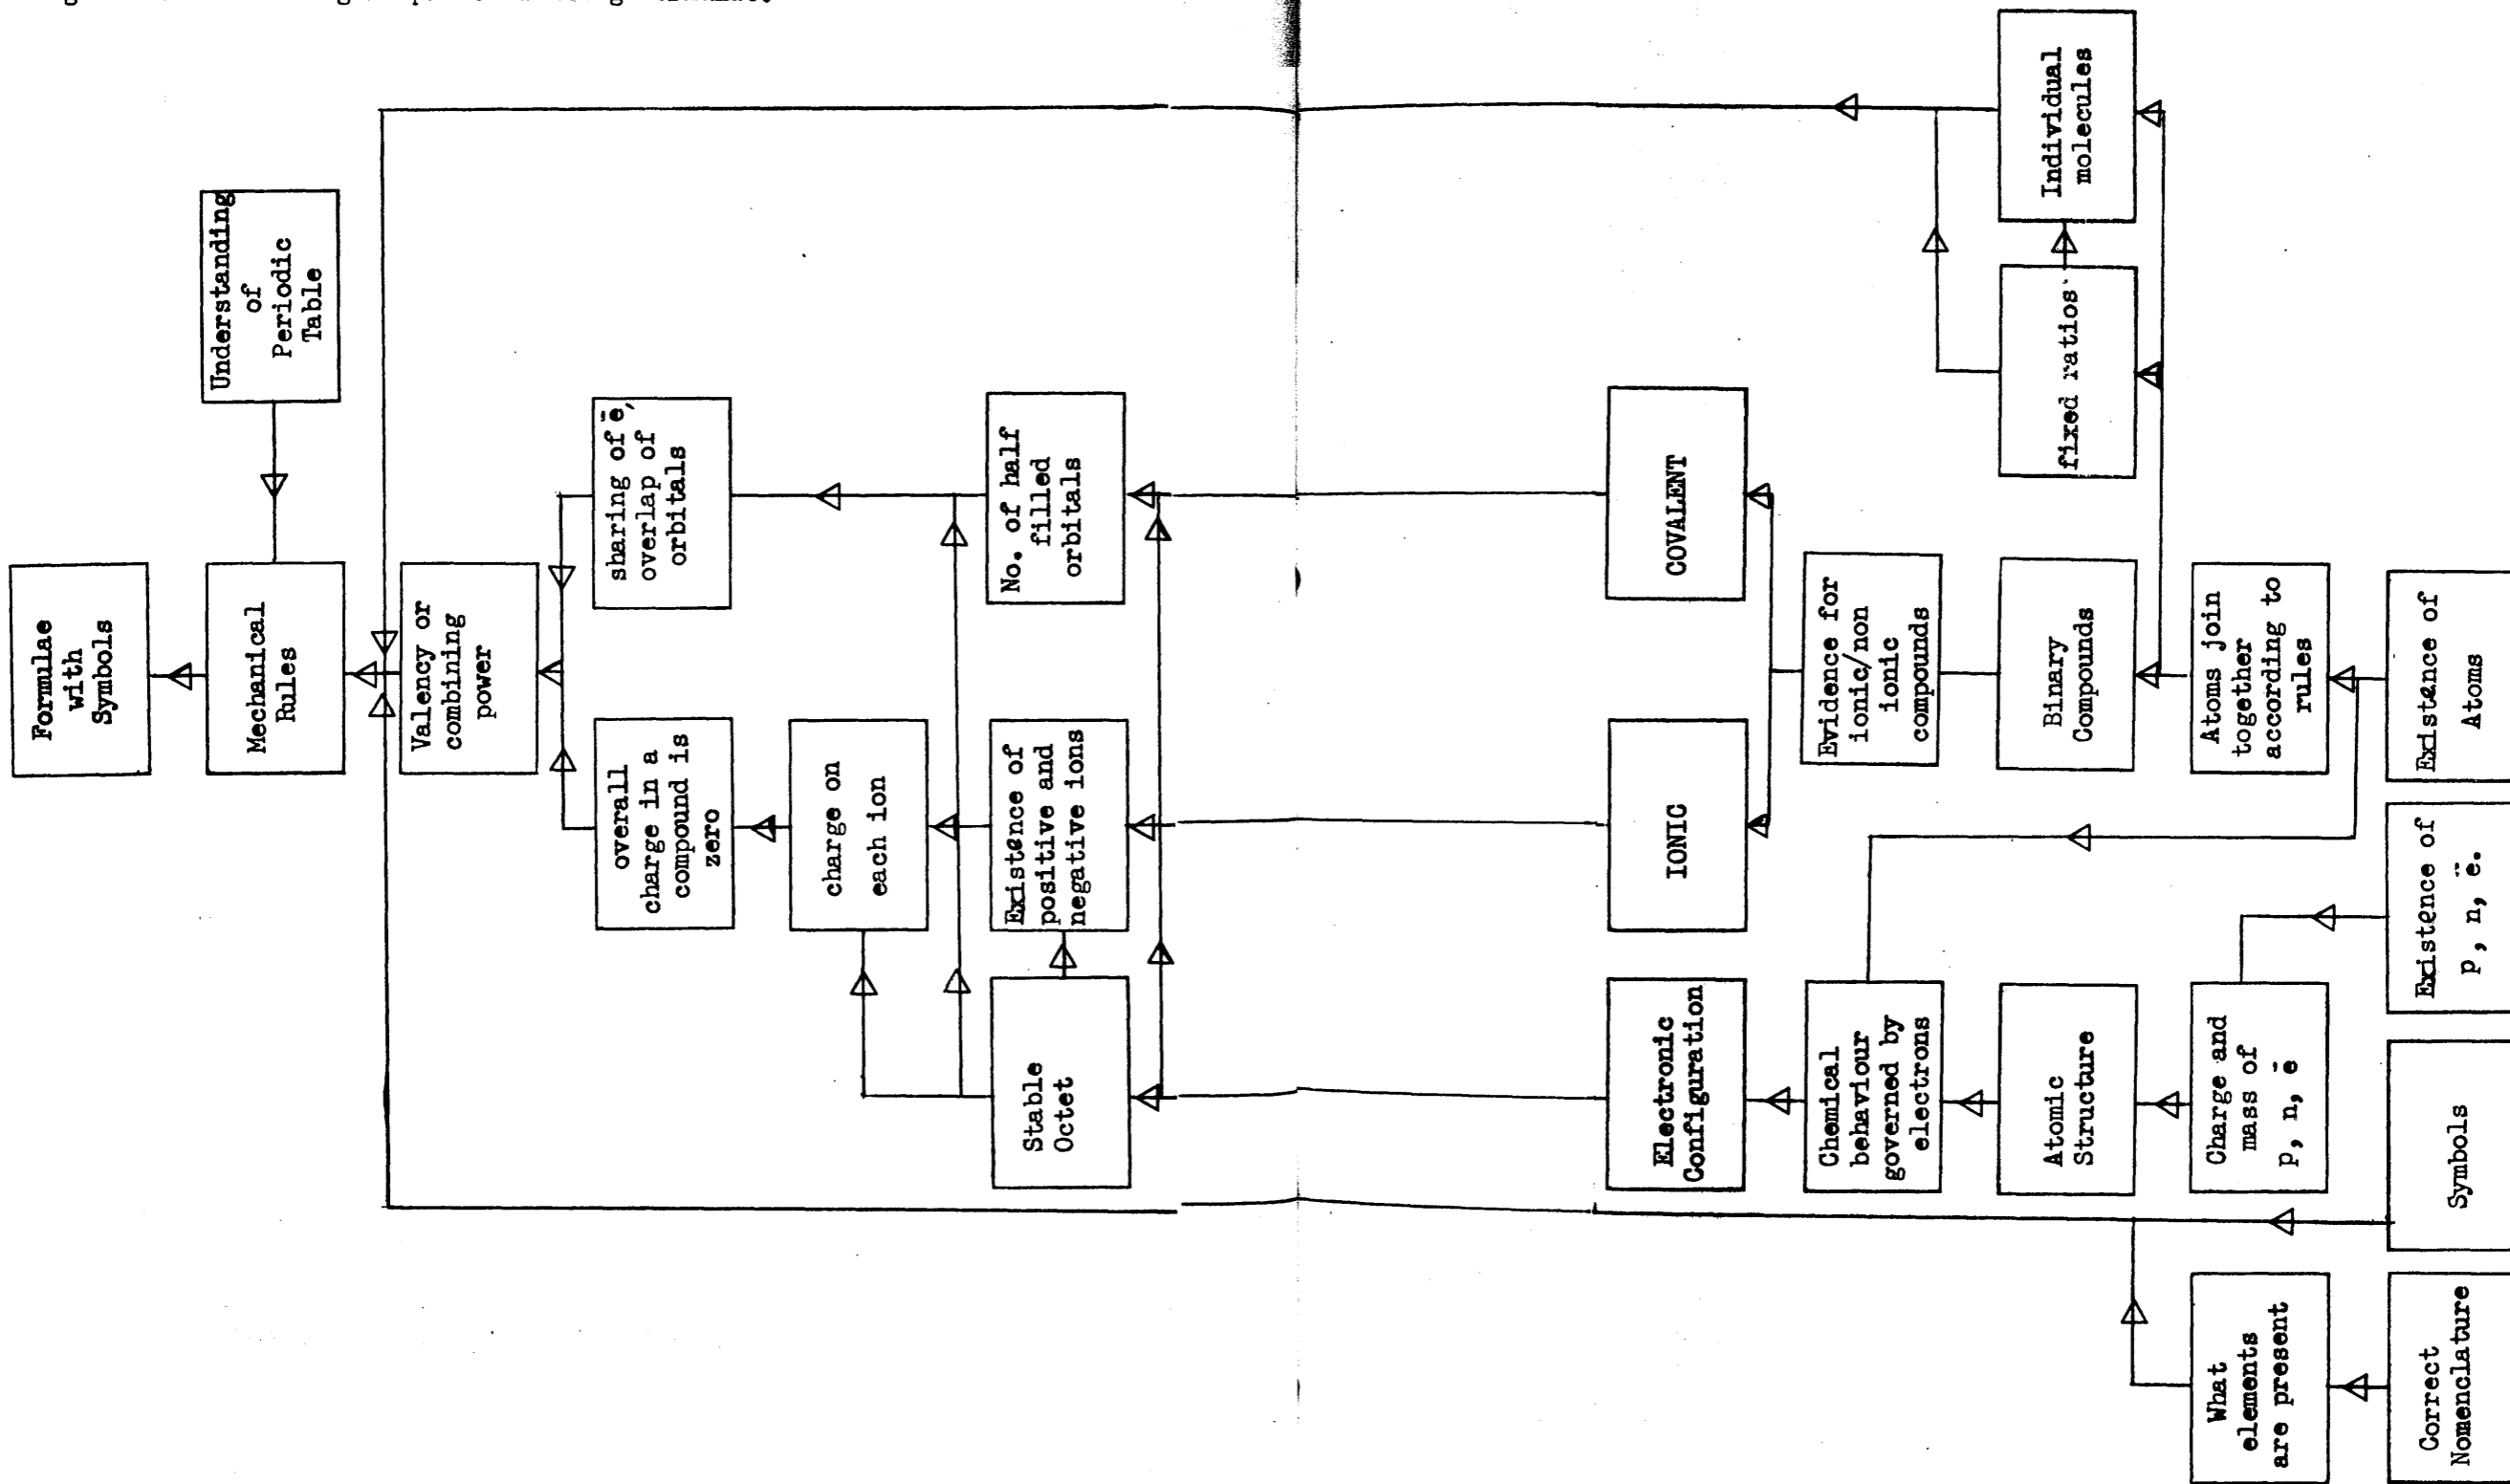 Formulae
with
Symbols
Understanding
of
Periodic
Table
Mechanical
Rules
Valency or
combining
power
overall
charge in a
compound is
zero
sharing of ē,
overlap of
orbitals
charge on
each ion
Stable
Octet
Existence of
positive and
negative ions
No. of half
filled
orbitals
Electronic
Configuration
IONIC
COVALENT
Chemical
behaviour
governed by
electrons
Evidence for
ionic/non
ionic
compounds
Atomic
Structure
Binary
Compounds
fixed ratios
Individual
molecules
What
elements
are present
Charge and
mass of
p, n, ē
Atoms join
together
according to
rules
Correct
Nomenclature
Symbols
Existence of
p, n, ē.
Existence of
Atoms